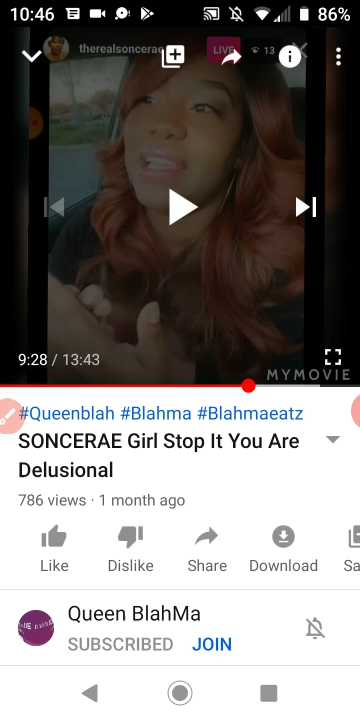 10:46
86%
therealsoncerae
LIVE
13
9:28 / 13:43
MYMOVIE
#Queenblah #Blahma #Blahmaeatz
SONCERAE Girl Stop It You Are
Delusional
786 views · 1 month ago
Like
Dislike
Share
Download
Sa
Queen BlahMa
SUBSCRIBED
JOIN